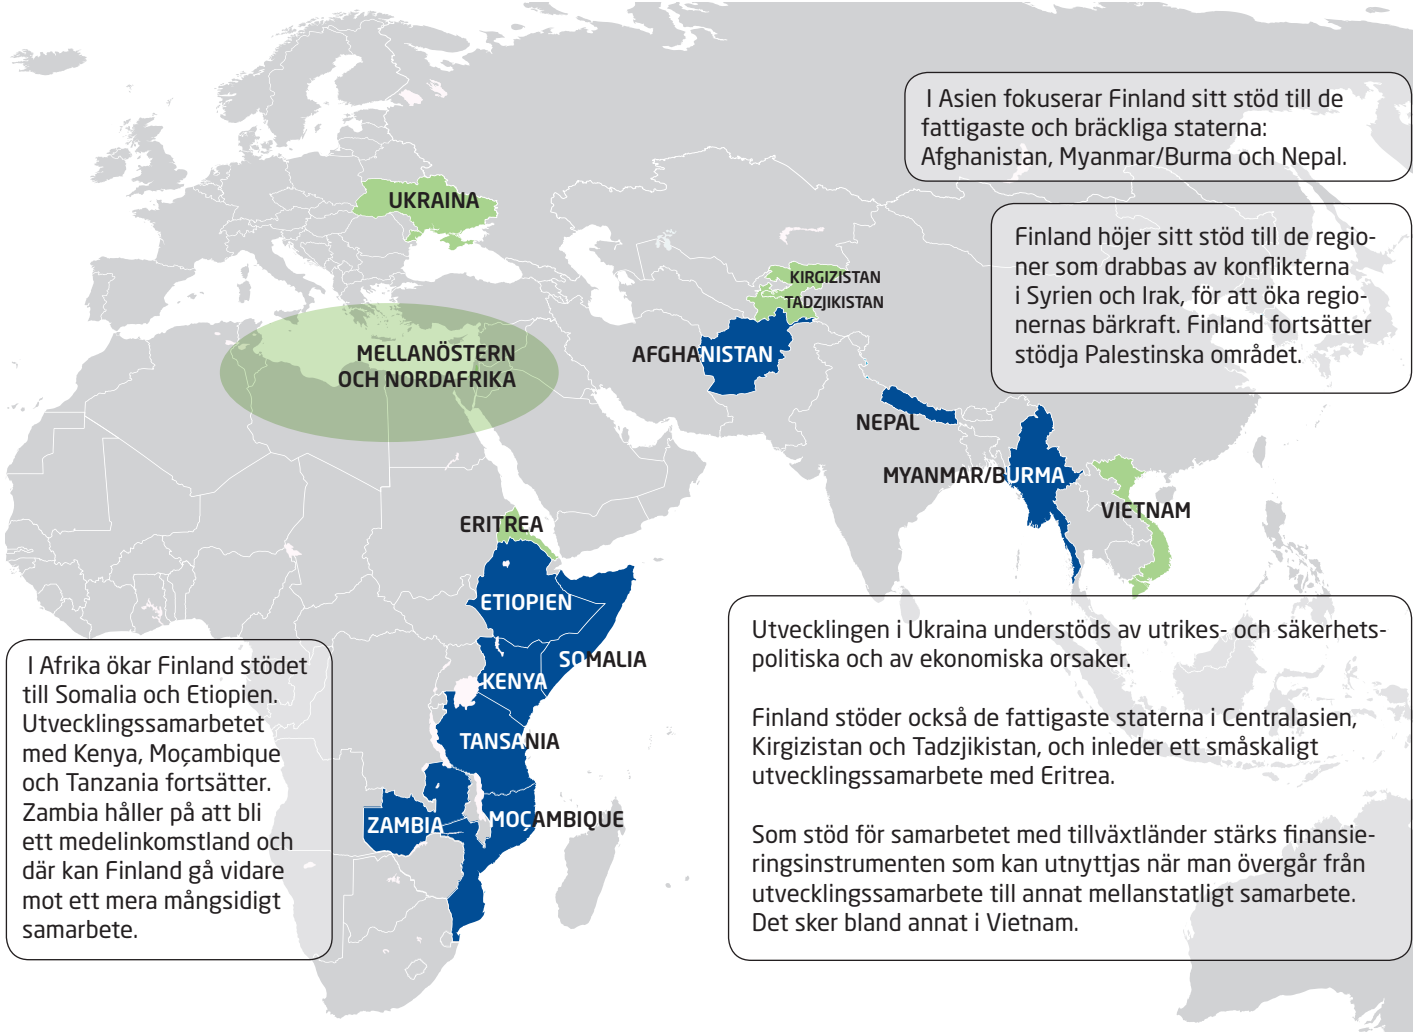 I Asien fokuserar Finland sitt stöd till de
fattigaste och bräckliga staterna:
Afghanistan, Myanmar/Burma och Nepal.
UKRAINA
Finland höjer sitt stöd till de regio-
ner som drabbas av konflikterna
i Syrien och Irak, för att öka regio-
nernas bärkraft. Finland fortsätter
stödja Palestinska området.
KIRGIZISTAN
TADZJIKISTAN
MELLANÖSTERN
OCH NORDAFRIKA
AFGHANISTAN
NEPAL
MYANMAR/BURMA
VIETNAM
ERITREA
ETIOPIEN
SOMALIA
KENYA
TANSANIA
ZAMBIA
MOÇAMBIQUE
I Afrika ökar Finland stödet
till Somalia och Etiopien.
Utvecklingssamarbetet
med Kenya, Moçambique
och Tanzania fortsätter.
Zambia håller på att bli
ett medelinkomstland och
där kan Finland gå vidare
mot ett mera mångsidigt
samarbete.
Utvecklingen i Ukraina understöds av utrikes- och säkerhets-
politiska och av ekonomiska orsaker.
Finland stöder också de fattigaste staterna i Centralasien,
Kirgizistan och Tadzjikistan, och inleder ett småskaligt
utvecklingssamarbete med Eritrea.
Som stöd för samarbetet med tillväxtländer stärks finansie-
ringsinstrumenten som kan utnyttjas när man övergår från
utvecklingssamarbete till annat mellanstatligt samarbete.
Det sker bland annat i Vietnam.